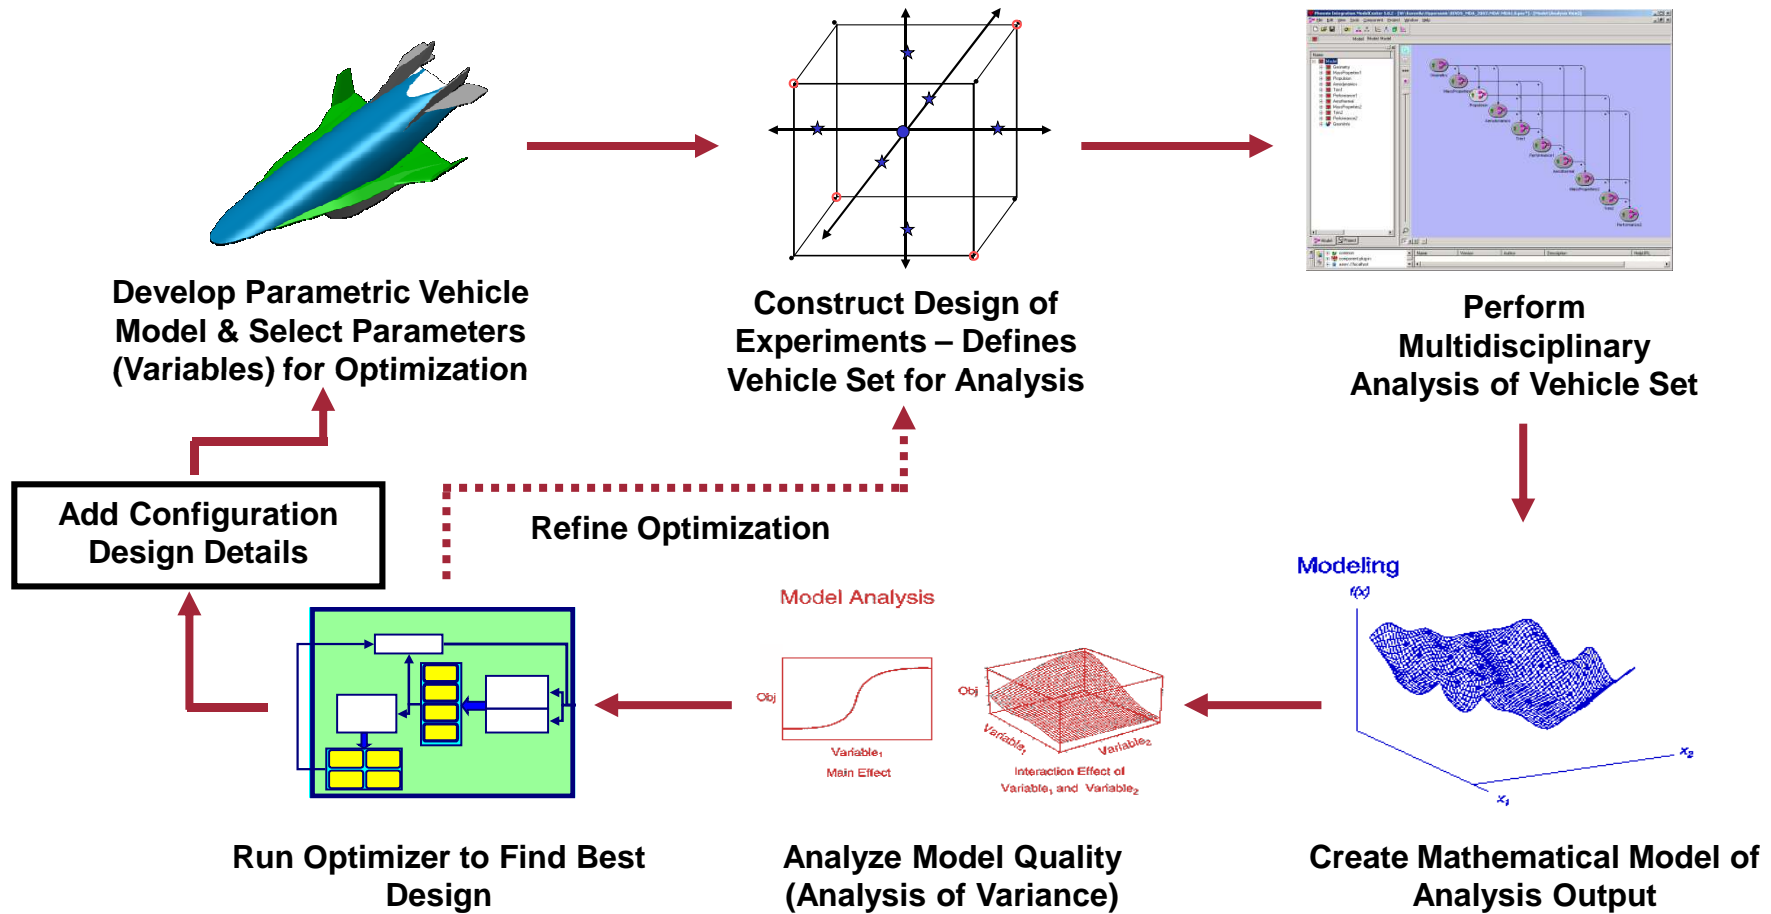 Develop Parametric Vehicle
Model & Select Parameters
(Variables) for Optimization
Construct Design of
Experiments – Defines
Vehicle Set for Analysis
Model
Geometry
Propulsion
Perform
Multidisciplinary
Analysis of Vehicle Set
Add Configuration
Design Details
Refine Optimization
Modeling
f(x)
x₁
x₂
Model Analysis
Obj
Variable₁
Main Effect
Obj
Variable₁
Variable₂
Interaction Effect of
Variable₁ and Variable₂
Run Optimizer to Find Best
Design
Analyze Model Quality
(Analysis of Variance)
Create Mathematical Model of
Analysis Output